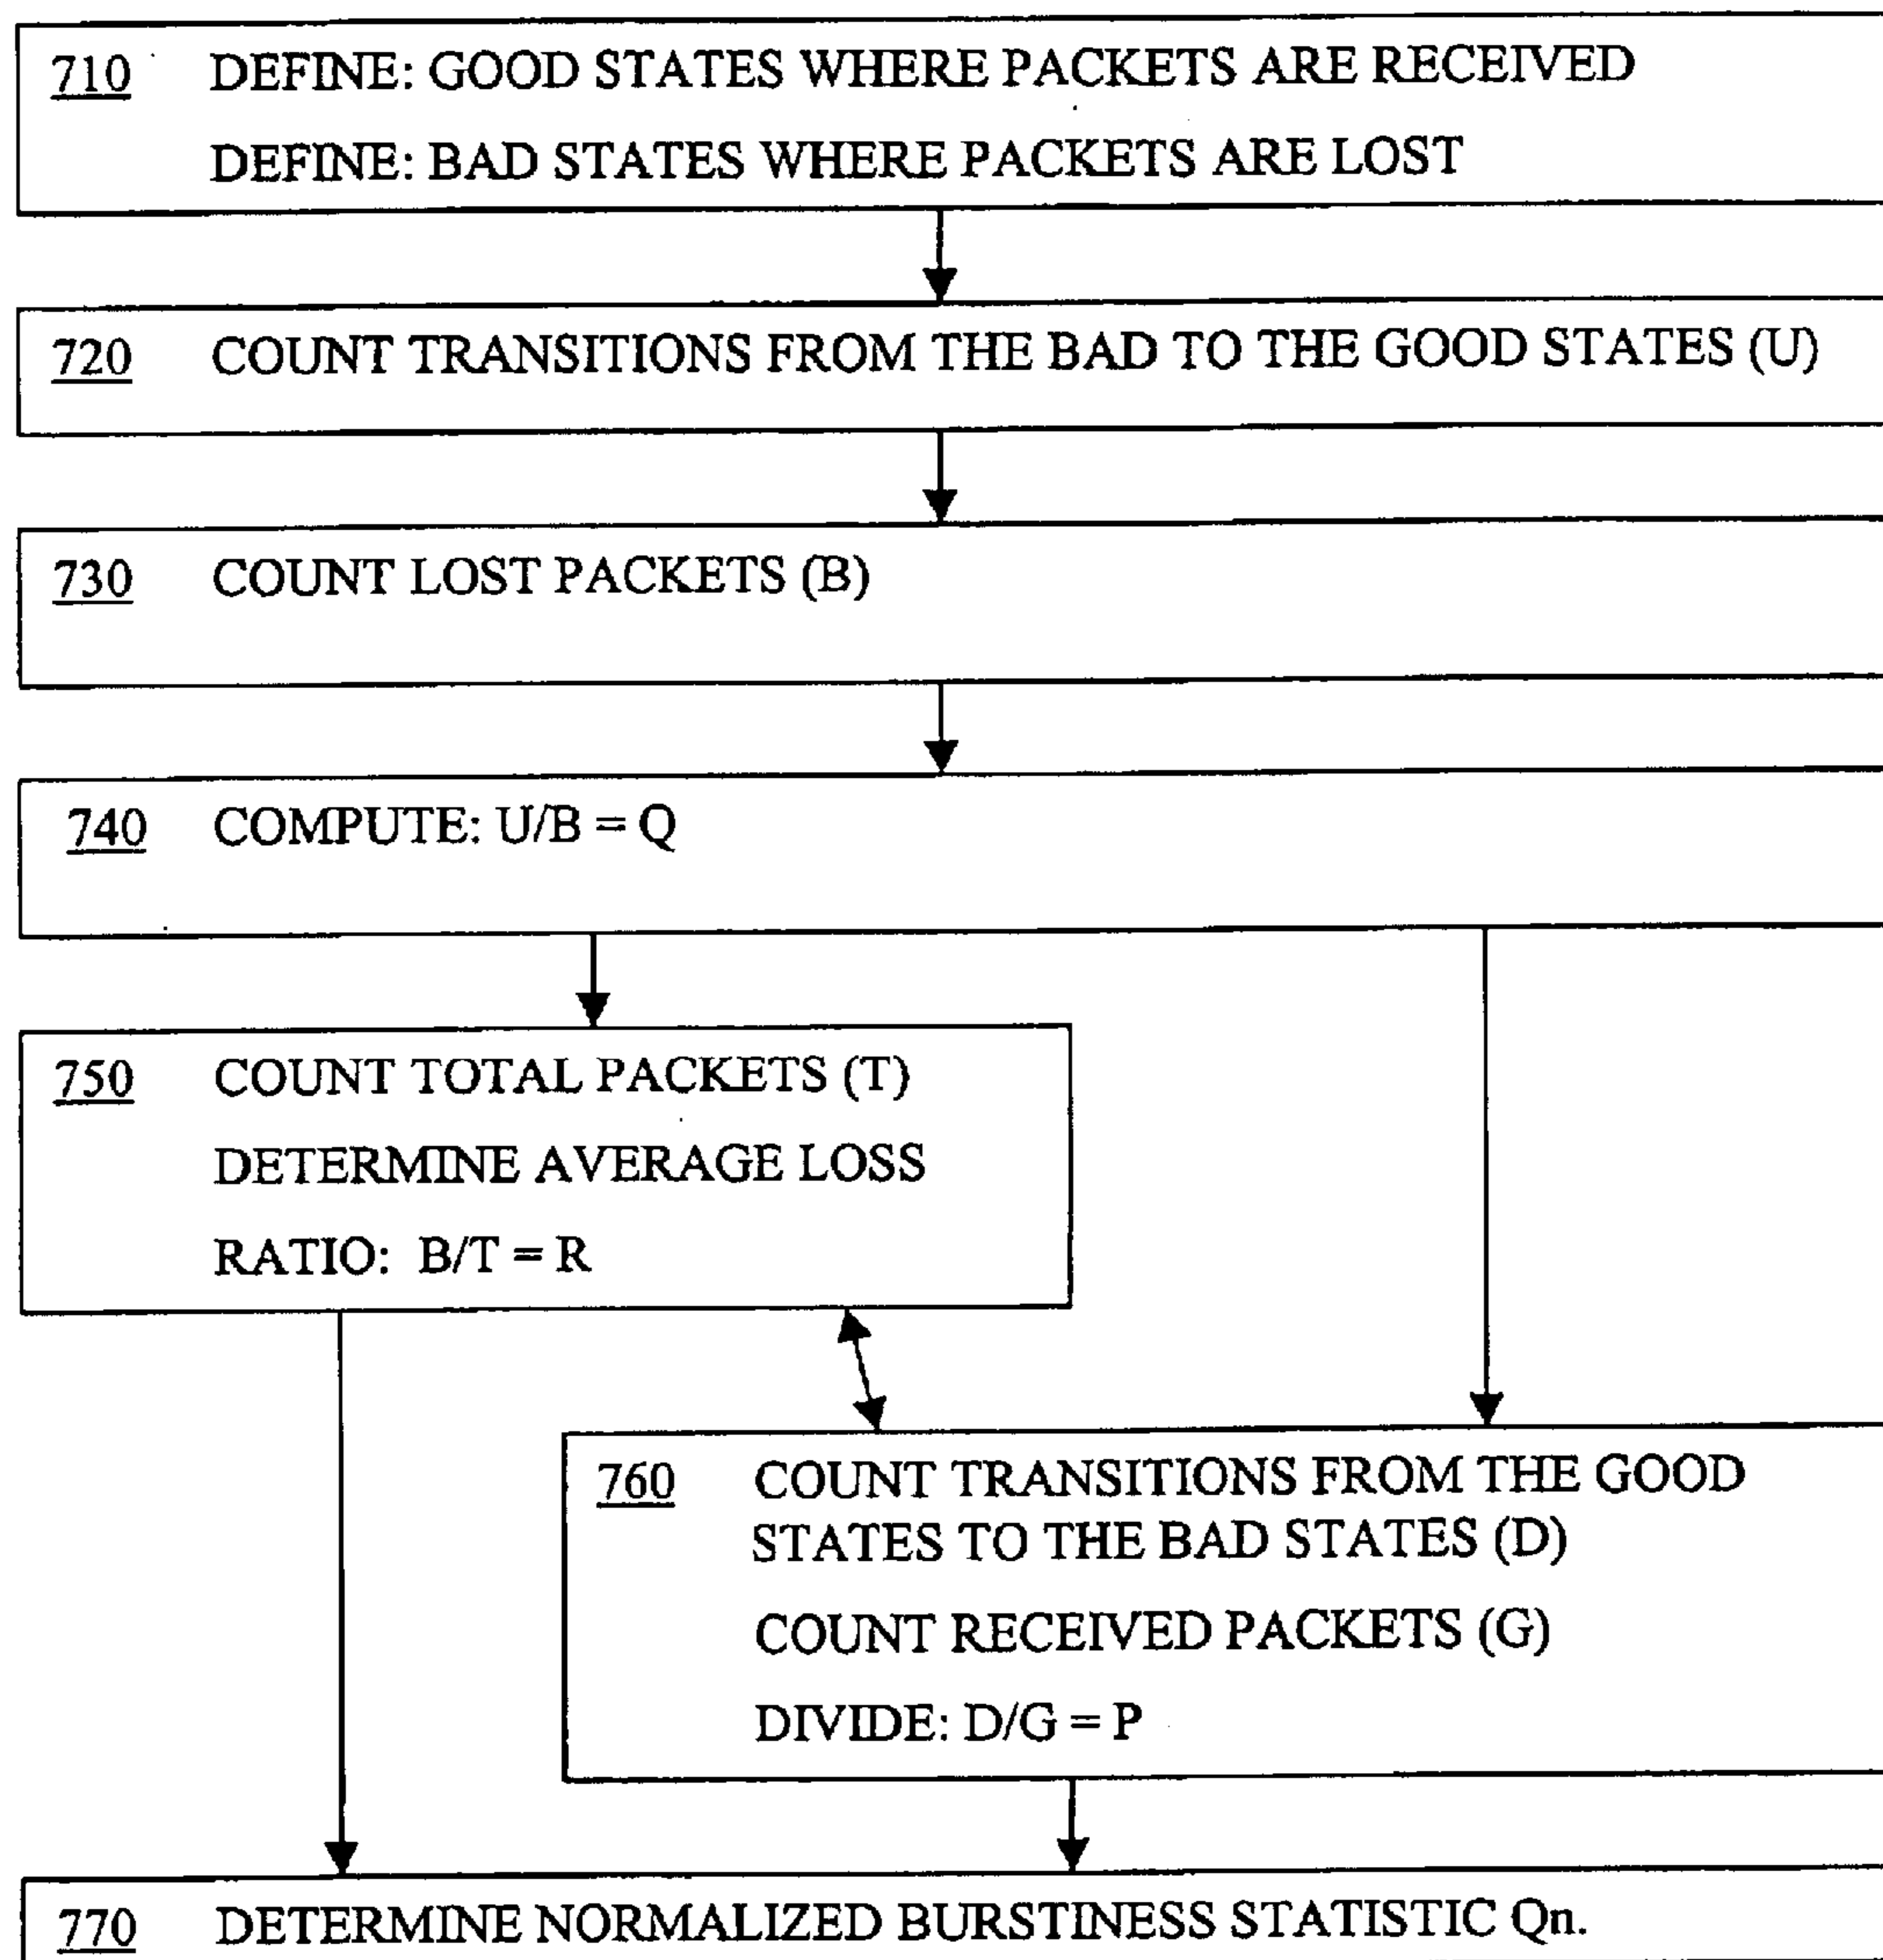 710 DEFINE: GOOD STATES WHERE PACKETS ARE RECEIVED
DEFINE: BAD STATES WHERE PACKETS ARE LOST
720 COUNT TRANSITIONS FROM THE BAD TO THE GOOD STATES (U)
730 COUNT LOST PACKETS (B)
740 COMPUTE: U/B = Q
750 COUNT TOTAL PACKETS (T)
DETERMINE AVERAGE LOSS
RATIO: B/T = R
760 COUNT TRANSITIONS FROM THE GOOD
STATES TO THE BAD STATES (D)
COUNT RECEIVED PACKETS (G)
DIVIDE: D/G = P
770 DETERMINE NORMALIZED BURSTINESS STATISTIC Qn.